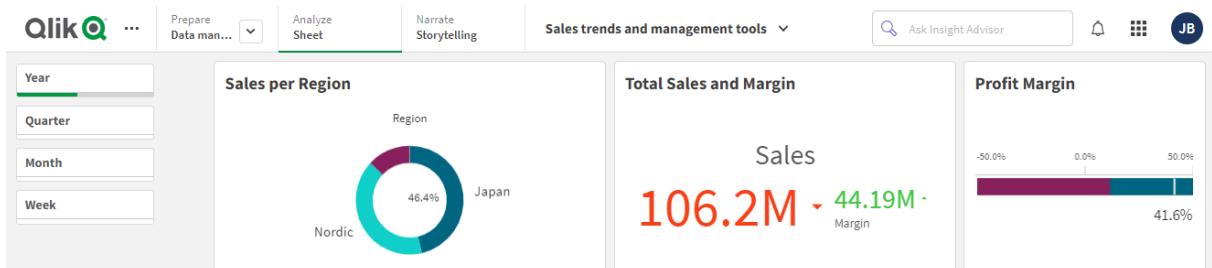 Qlik
Prepare
Data man...
Analyze
Sheet
Narrate
Storytelling
Sales trends and management tools
Ask Insight Advisor
JB
Year
Quarter
Month
Week
Sales per Region
Region
46.4%
Japan
Nordic
Total Sales and Margin
Sales
106.2M
44.19M
Margin
Profit Margin
-50.0% 0.0% 50.0%
41.6%